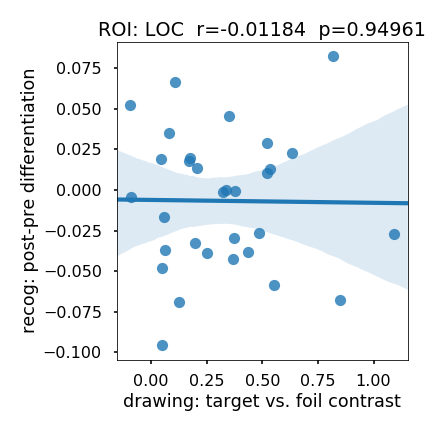 ROI: LOC  r=-0.01184  p=0.94961
recog: post-pre differentiation
0.075
0.050
0.025
0.000
−0.025
−0.050
−0.075
−0.100
0.00 0.25 0.50 0.75 1.00
drawing: target vs. foil contrast